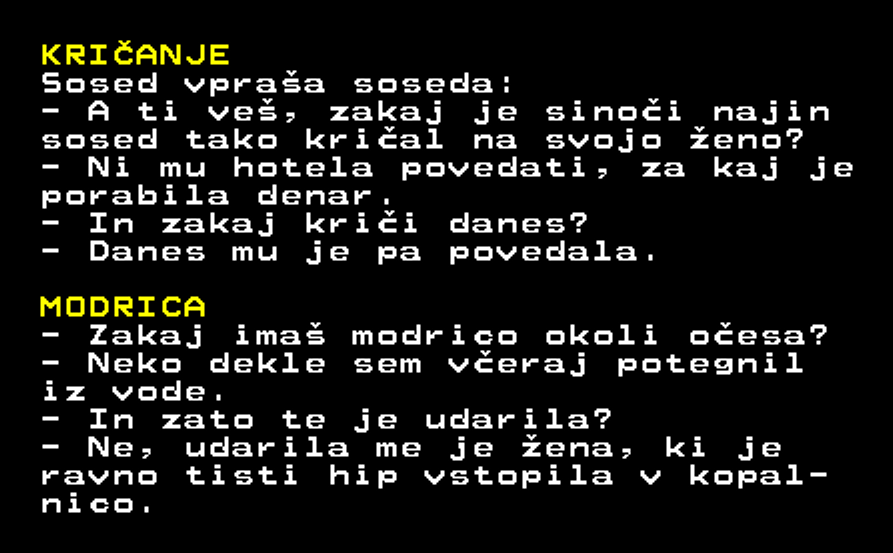 KRIČANJE
Sosed vpraša soseda:
- A ti veš, zakaj je sinoči najin
sosed tako kričal na svojo ženo?
- Ni mu hotela povedati, za kaj je
porabila denar.
- In zakaj kriči danes?
- Danes mu je pa povedala.
MODRICA
- Zakaj imaš modrico okoli očesa?
- Neko dekle sem včeraj potegnil
iz vode.
- In zato te je udarila?
- Ne, udarila me je žena, ki je
ravno tisti hip vstopila v kopal-
nico.